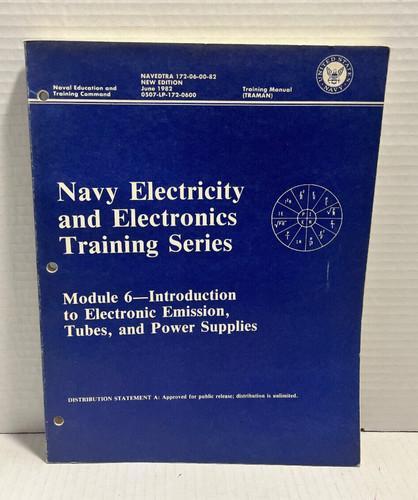 NAVEDTRA 172-06-00-82
NEW EDITION
Naval Education and
Training Command
June 1982
0507-LP-172-0600
Training Manual
(TRAMAN)
UNITED STATES
NAVY
Navy Electricity
and Electronics
Training Series
Module 6—Introduction
to Electronic Emission,
Tubes, and Power Supplies
DISTRIBUTION STATEMENT A: Approved for public release; distribution is unlimited.